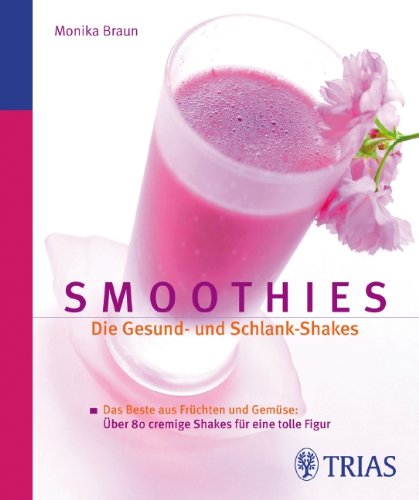 Monika Braun
SMOOTHIES
Die Gesund- und Schlank-Shakes
Das Beste aus Früchten und Gemüse:
Über 80 cremige Shakes für eine tolle Figur
TRIAS